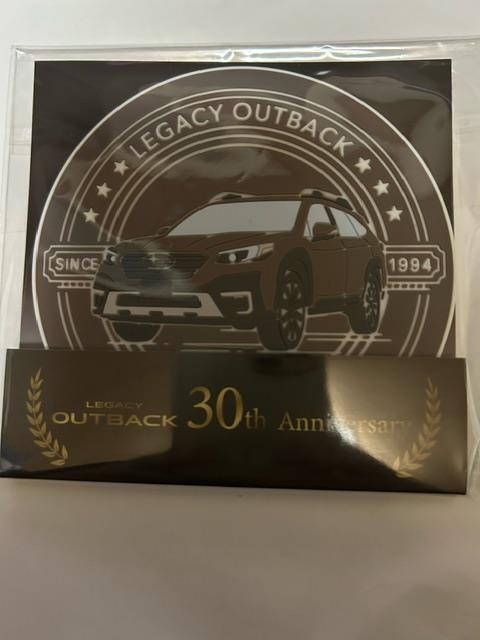 LEGACY OUTBACK
SINCE 1994
LEGACY
OUTBACK 30th Anniversary